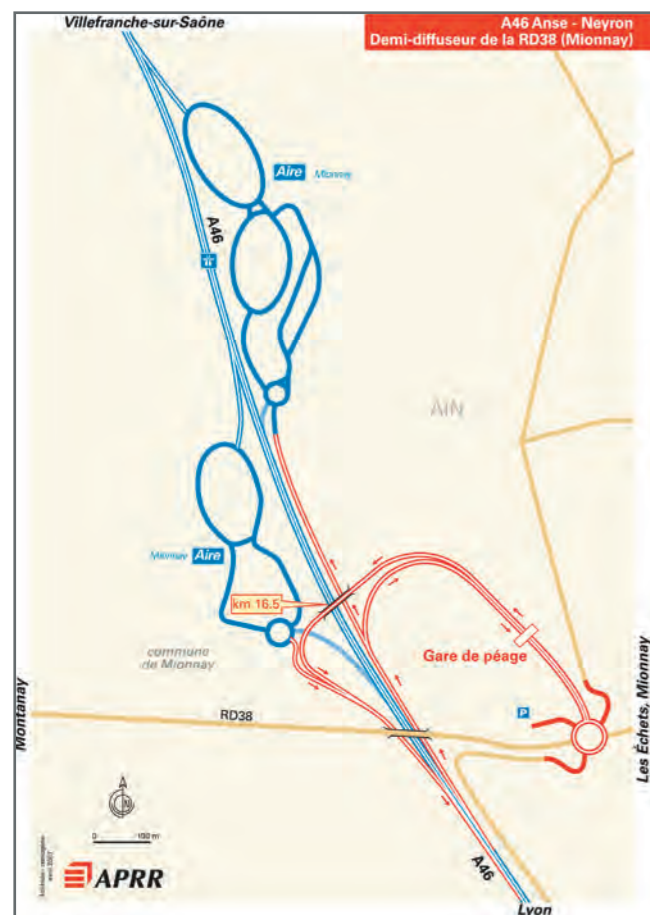 Villefranche-sur-Saône
A46 Anse - Neyron
Demi-diffuseur de la RD38 (Mionnay)
Aire Mionnay
A46
AIN
Mionnay Aire
km 16.5
commune
de Mionnay
Gare de péage
Montanay
RD38
P
Les Échets, Mionnay
A
N
0 100 m
APRR
A46
Lyon